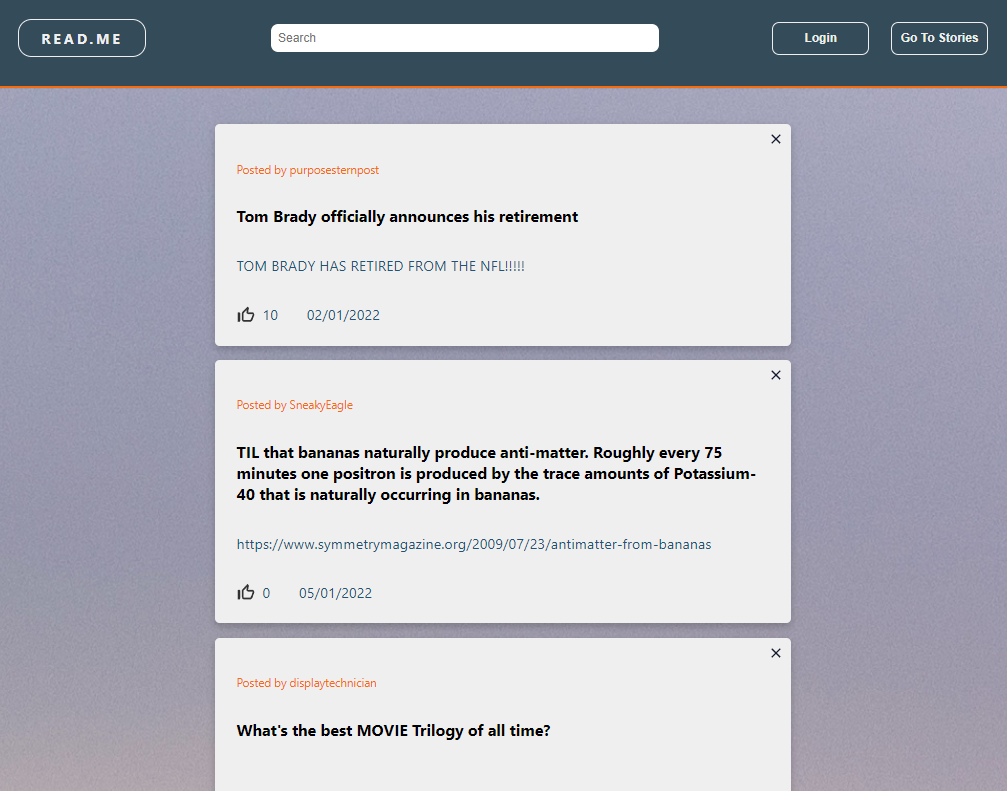 READ.ME
Search
Login
Go To Stories
Posted by purposesternpost
Tom Brady officially announces his retirement
TOM BRADY HAS RETIRED FROM THE NFL!!!!!
10 02/01/2022
Posted by SneakyEagle
TIL that bananas naturally produce anti-matter. Roughly every 75
minutes one positron is produced by the trace amounts of Potassium-
40 that is naturally occurring in bananas.
https://www.symmetrymagazine.org/2009/07/23/antimatter-from-bananas
0 05/01/2022
Posted by displaytechnician
What's the best MOVIE Trilogy of all time?